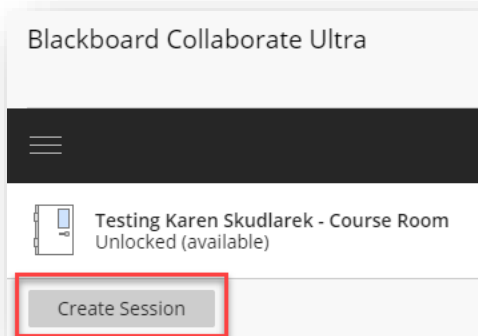 Blackboard Collaborate Ultra
Testing Karen Skudlarek - Course Room
Unlocked (available)
Create Session